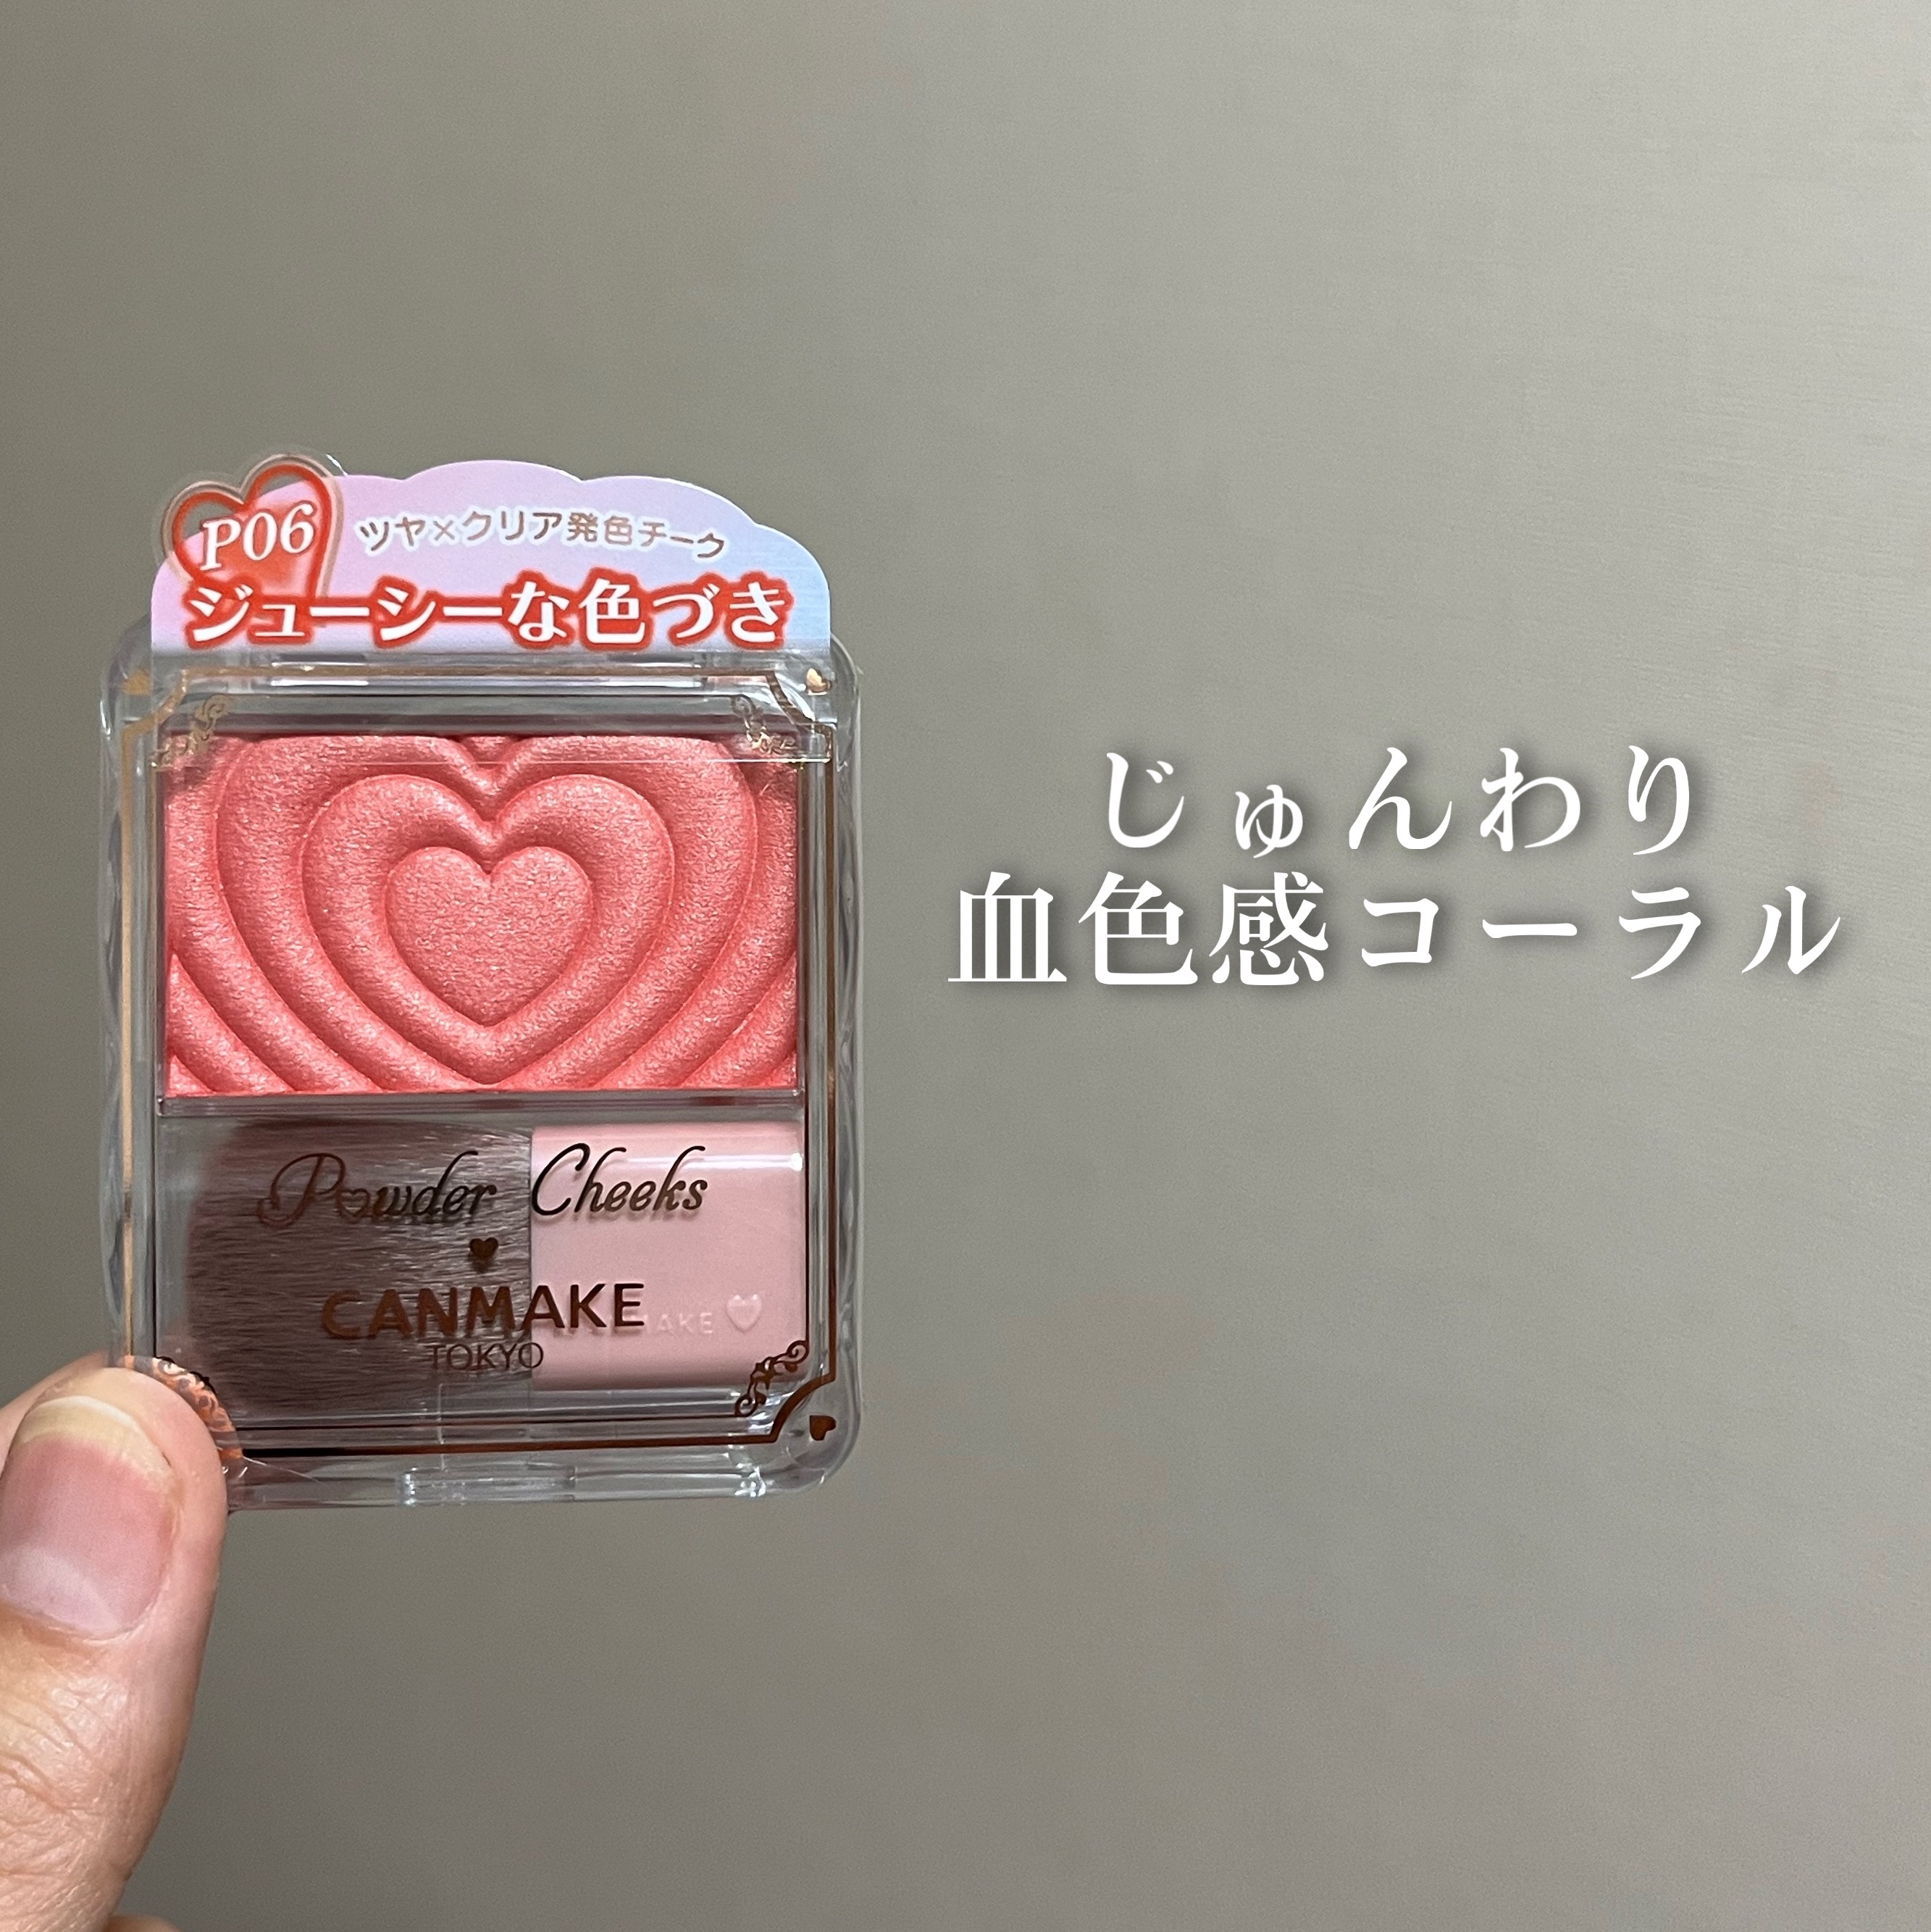 P06
ツヤ×クリア発色チーク
ジューシーな色づき
じゅんわり
血色感コーラル
Powder Cheeks
CANMAKE
TOKYO